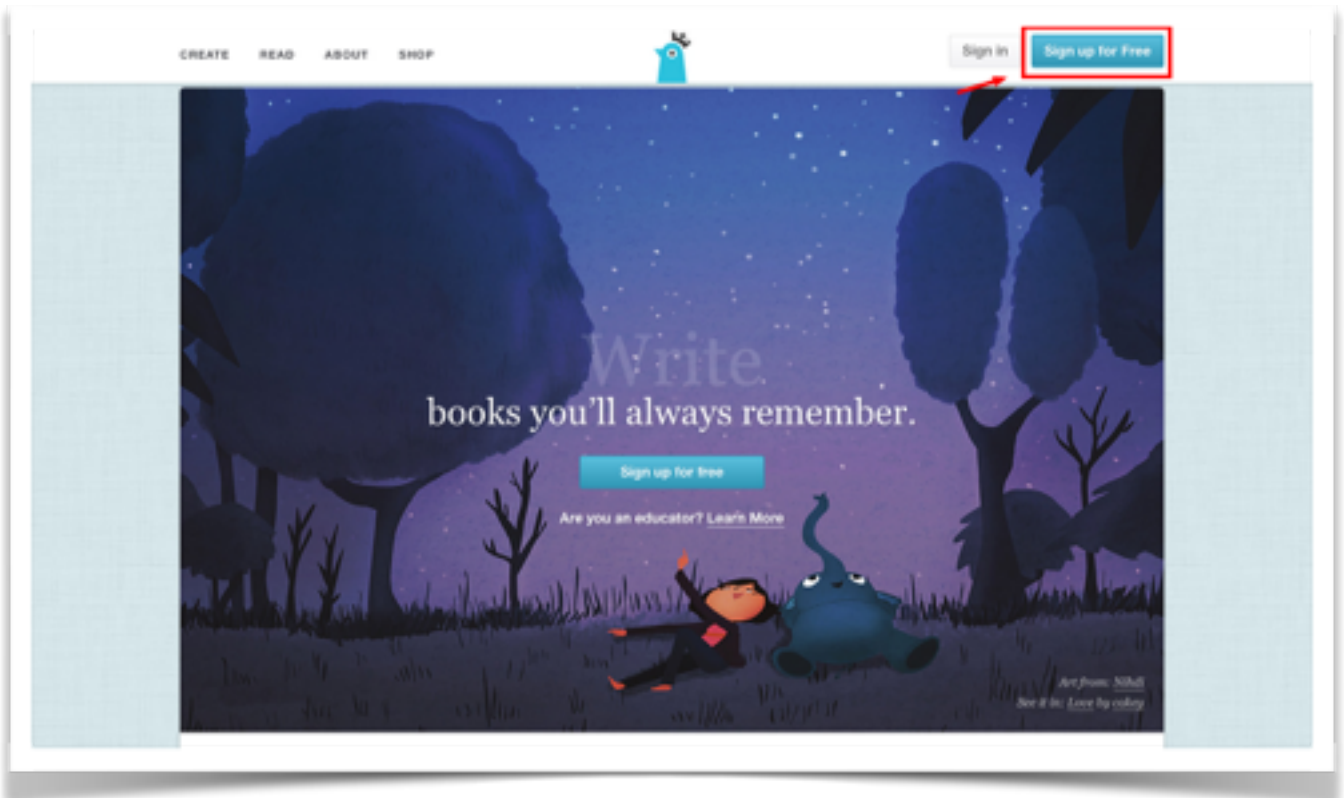 CREATE READ ABOUT SHOP
Sign in
Sign up for Free
Write
books you'll always remember.
Sign up for free
Are you an educator? Learn More
Art from: Nihdi
See it in: Love by cokey